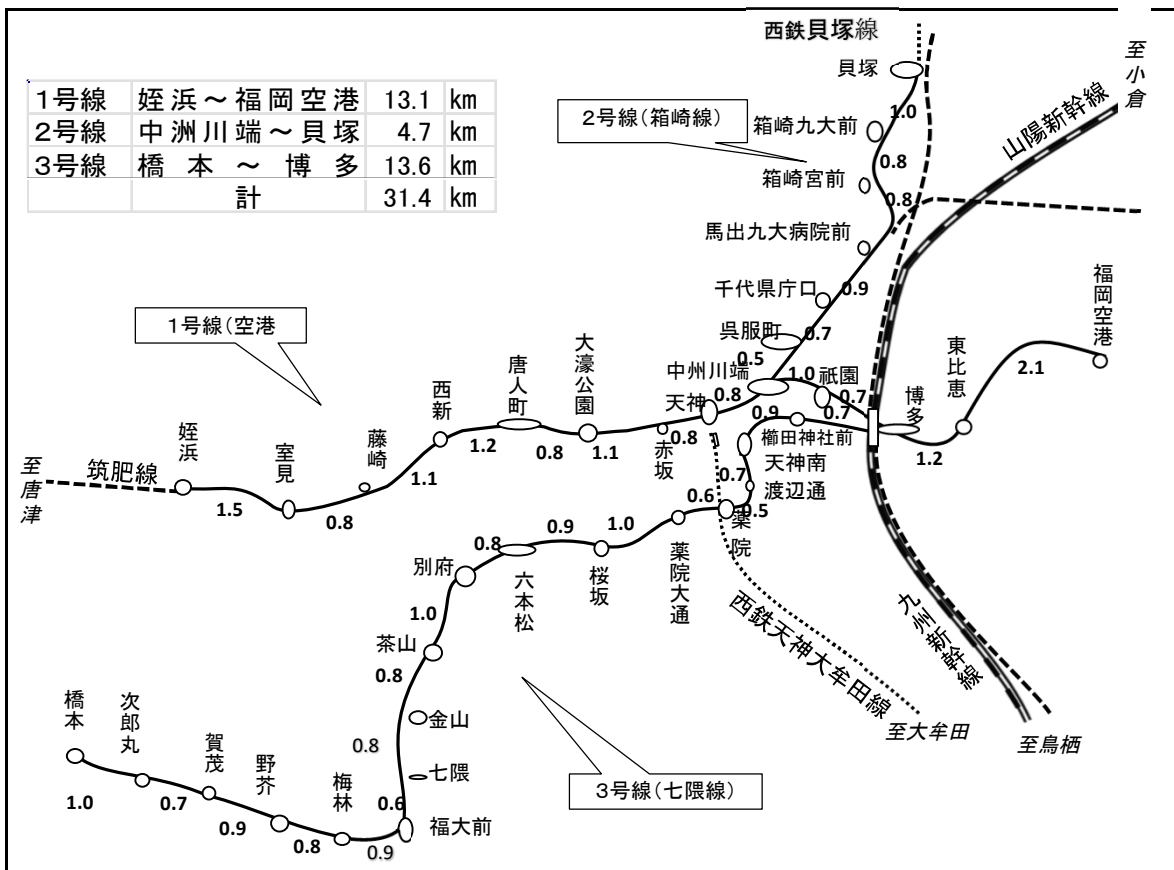 西鉄貝塚線
貝塚
至小倉
1号線 姪浜～福岡空港 13.1 km
2号線 中洲川端～貝塚 4.7 km
3号線 橋本～博多 13.6 km
計 31.4 km
2号線(箱崎線)
1.0
箱崎九大前
山陽新幹線
0.8
箱崎宮前
0.8
馬出九大病院前
千代県庁口
0.9
福岡空港
1号線(空港
呉服町
0.7
0.5
中州川端
1.0
祇園
0.7
東比恵
2.1
大濠公園
唐人町
西新
天神
0.8
0.9
0.7
博多
姪浜
室見
藤崎
1.2
0.8
1.1
赤坂
0.8
櫛田神社前
天神南
1.2
至唐津
筑肥線
1.5
0.8
1.1
0.7
渡辺通
0.6
0.5
薬院
0.8
0.9
1.0
別府
六本松
桜坂
薬院大通
1.0
西鉄天神大牟田線
九州新幹線
茶山
0.8
橋本
次郎丸
賀茂
野芥
梅林
金山
0.8
至大牟田
至鳥栖
七隈
3号線(七隈線)
1.0
0.7
0.9
0.8
0.9
0.6
福大前